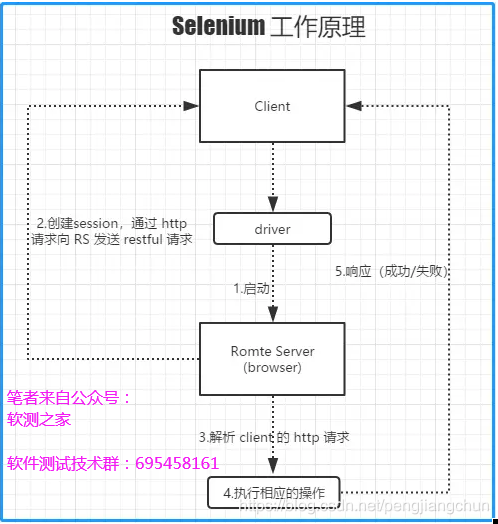 Selenium 工作原理
Client
2.创建session，通过 http
请求向 RS 发送 restful 请求
driver
5.响应（成功/失败）
1.启动
Romte Server
（browser）
笔者来自公众号：
软测之家
3.解析 client 的 http 请求
软件测试技术群：695458161
4.执行相应的操作
https://blog.csdn.net/pengjiangchun